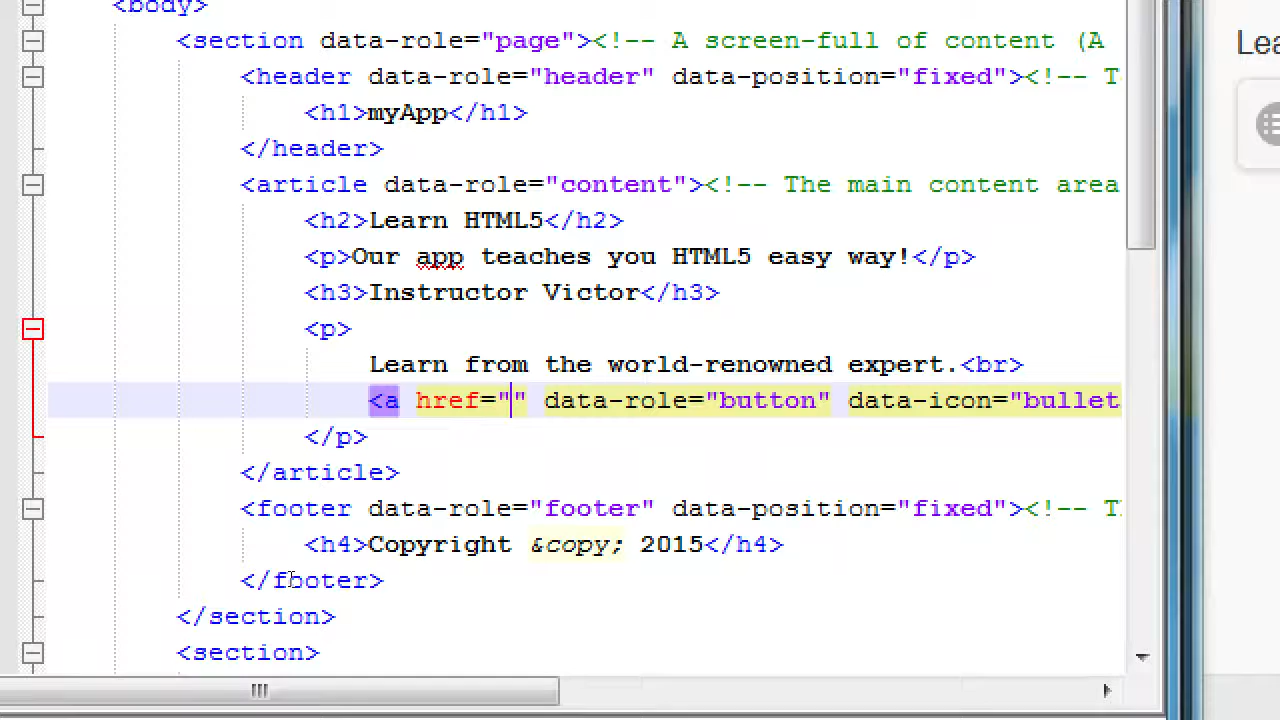 <body>
<section data-role="page"><!-- A screen-full of content (A
<header data-role="header" data-position="fixed"><!-- T
<h1>myApp</h1>
</header>
<article data-role="content"><!-- The main content area
<h2>Learn HTML5</h2>
<p>Our app teaches you HTML5 easy way!</p>
<h3>Instructor Victor</h3>
<p>
Learn from the world-renowned expert.<br>
<a href="" data-role="button" data-icon="bullet
</p>
</article>
<footer data-role="footer" data-position="fixed"><!-- T
<h4>Copyright &copy; 2015</h4>
</footer>
</section>
<section>
Lea